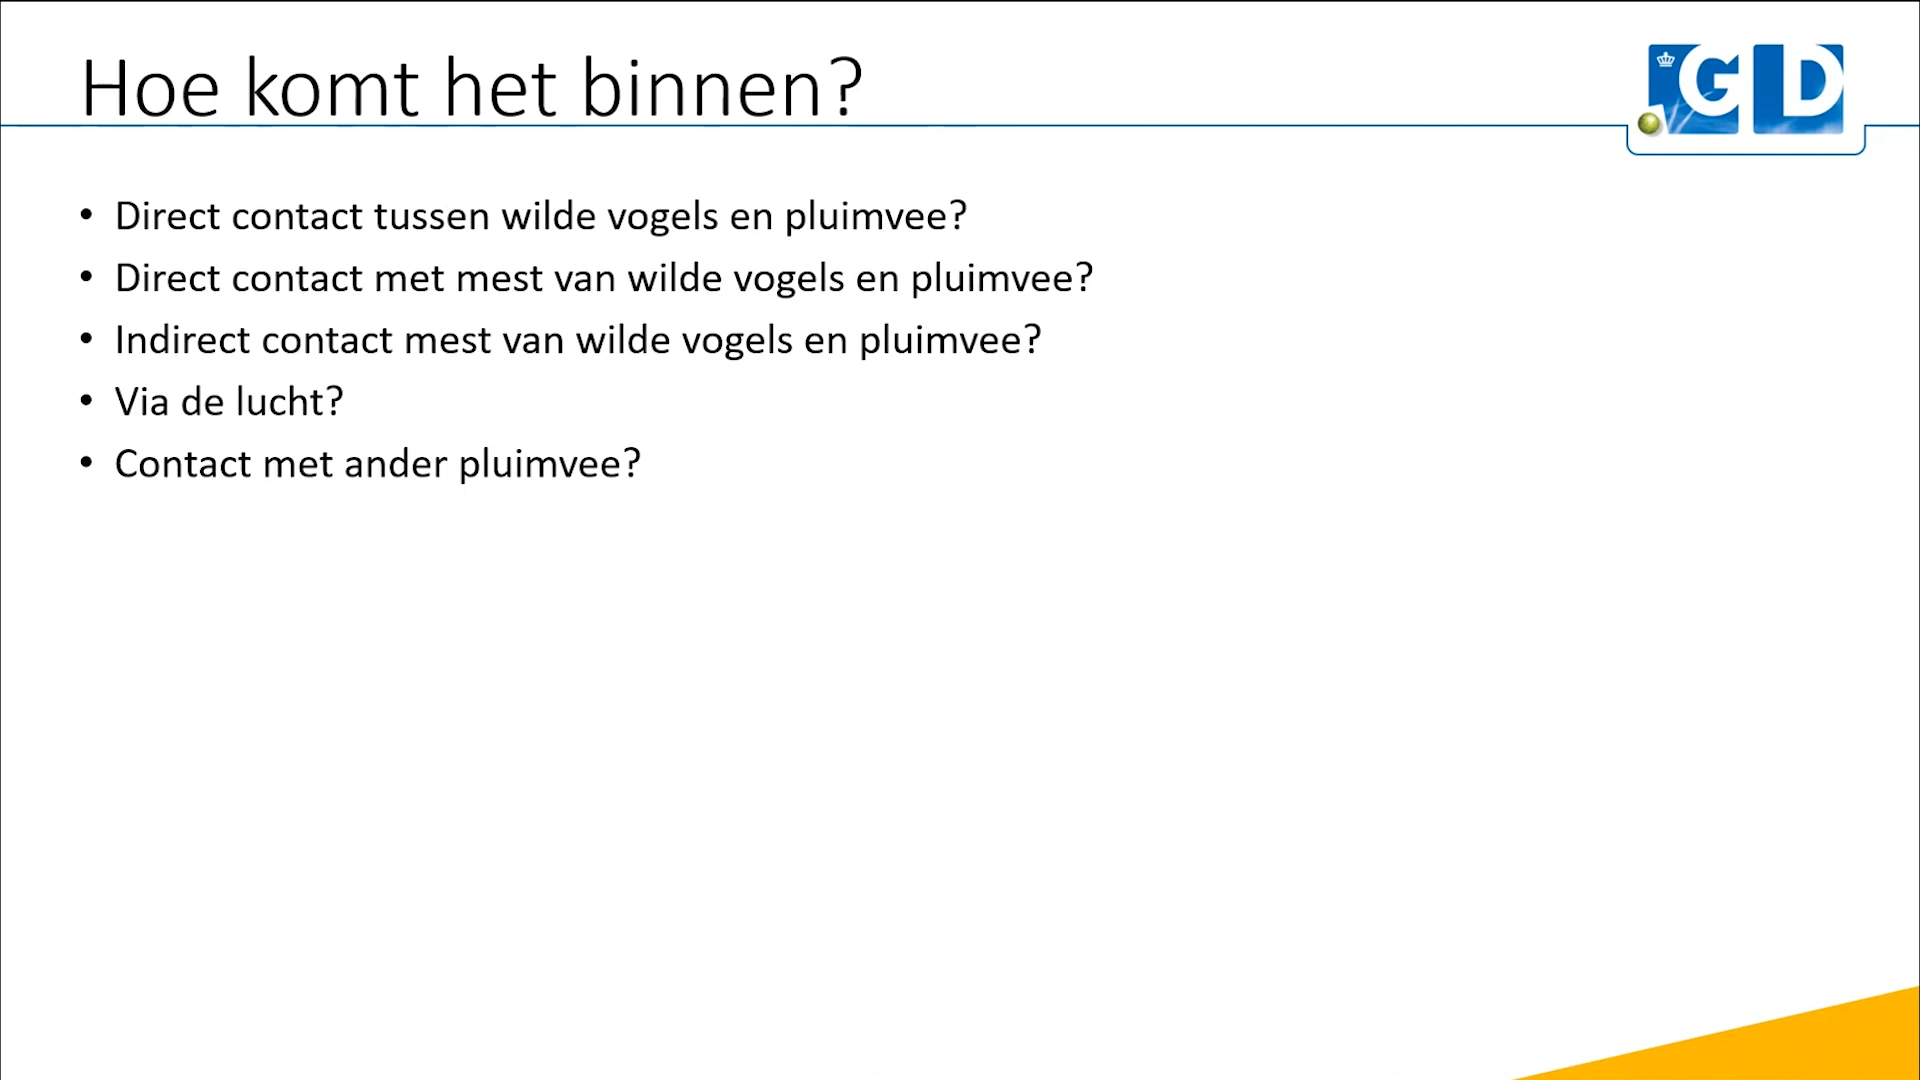 Hoe komt het binnen?
GD
• Direct contact tussen wilde vogels en pluimvee?
• Direct contact met mest van wilde vogels en pluimvee?
• Indirect contact mest van wilde vogels en pluimvee?
• Via de lucht?
• Contact met ander pluimvee?